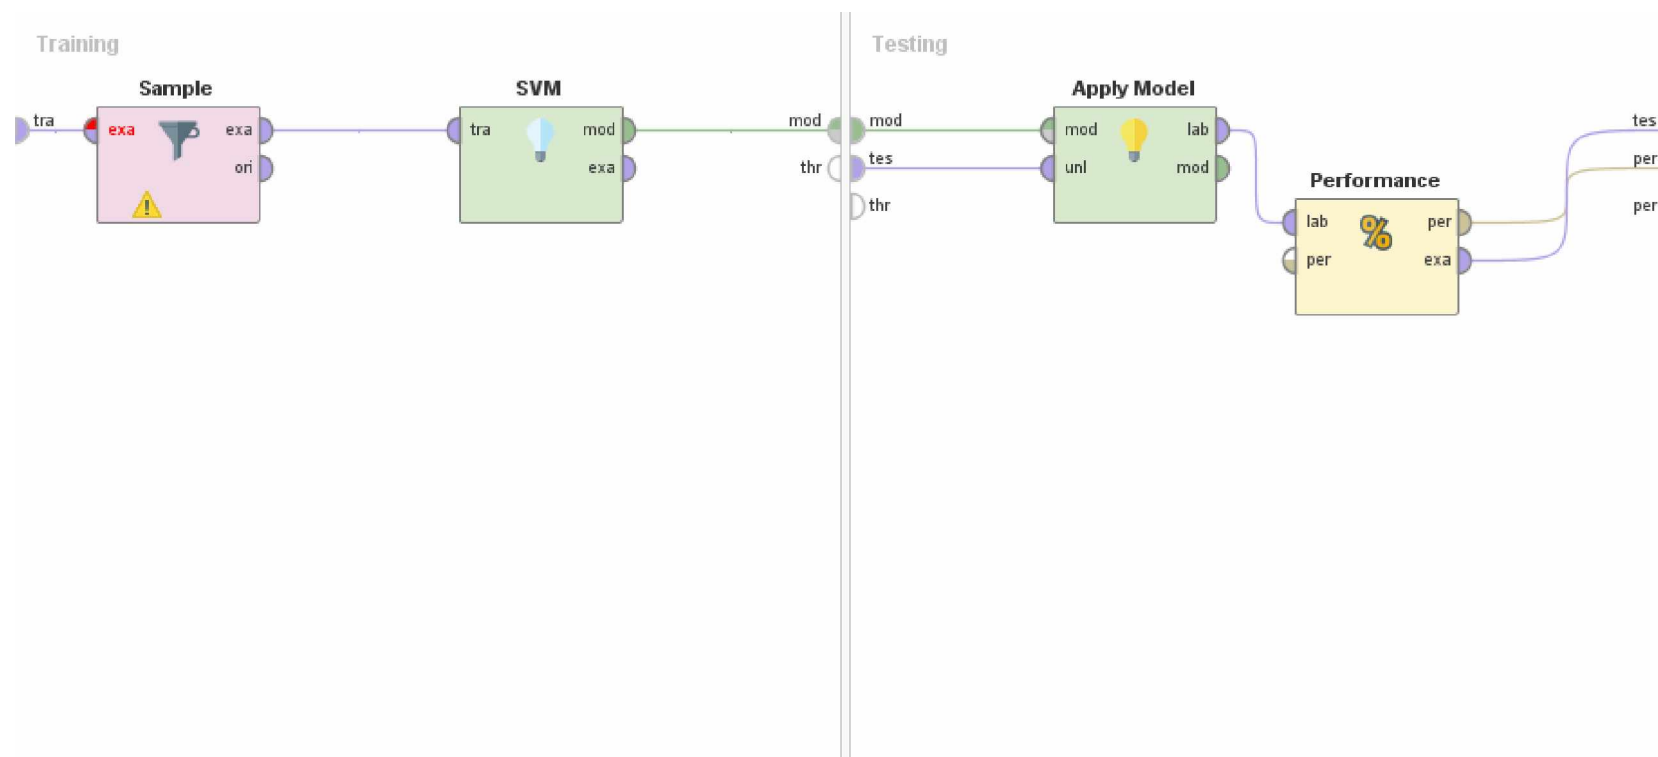 Training
Sample
tra
exa
exa
ori
SVM
tra
mod
exa
mod
thr
Testing
mod
tes
thr
Apply Model
mod
unl
lab
mod
Performance
lab
per
per
exa
tes
per
per